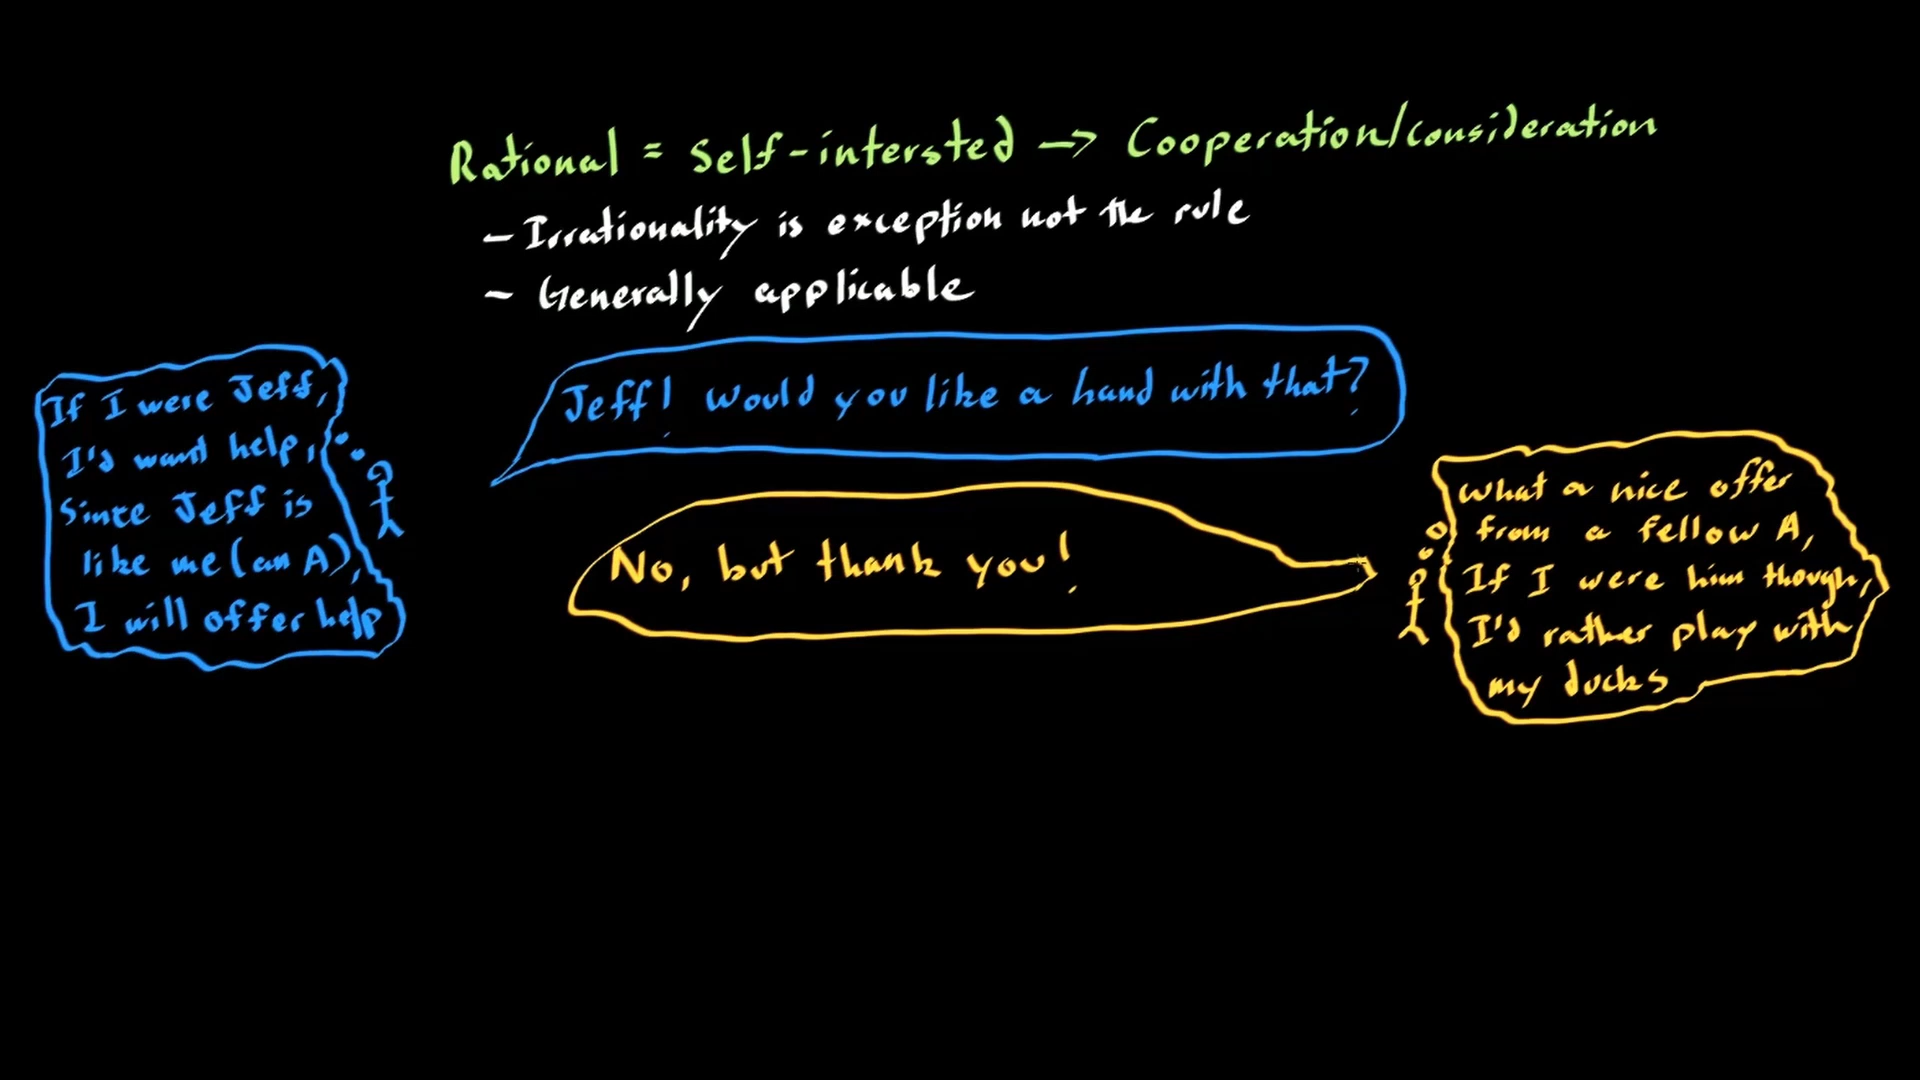 Rational = Self-intersted → Cooperation/consideration
- Irrationality is exception not the rule
- Generally applicable
If I were Jeff,
I'd want help,
Since Jeff is
like me (an A),
I will offer help
Jeff! Would you like a hand with that?
No, but thank you!
What a nice offer
from a fellow A,
If I were him though,
I'd rather play with
my ducks